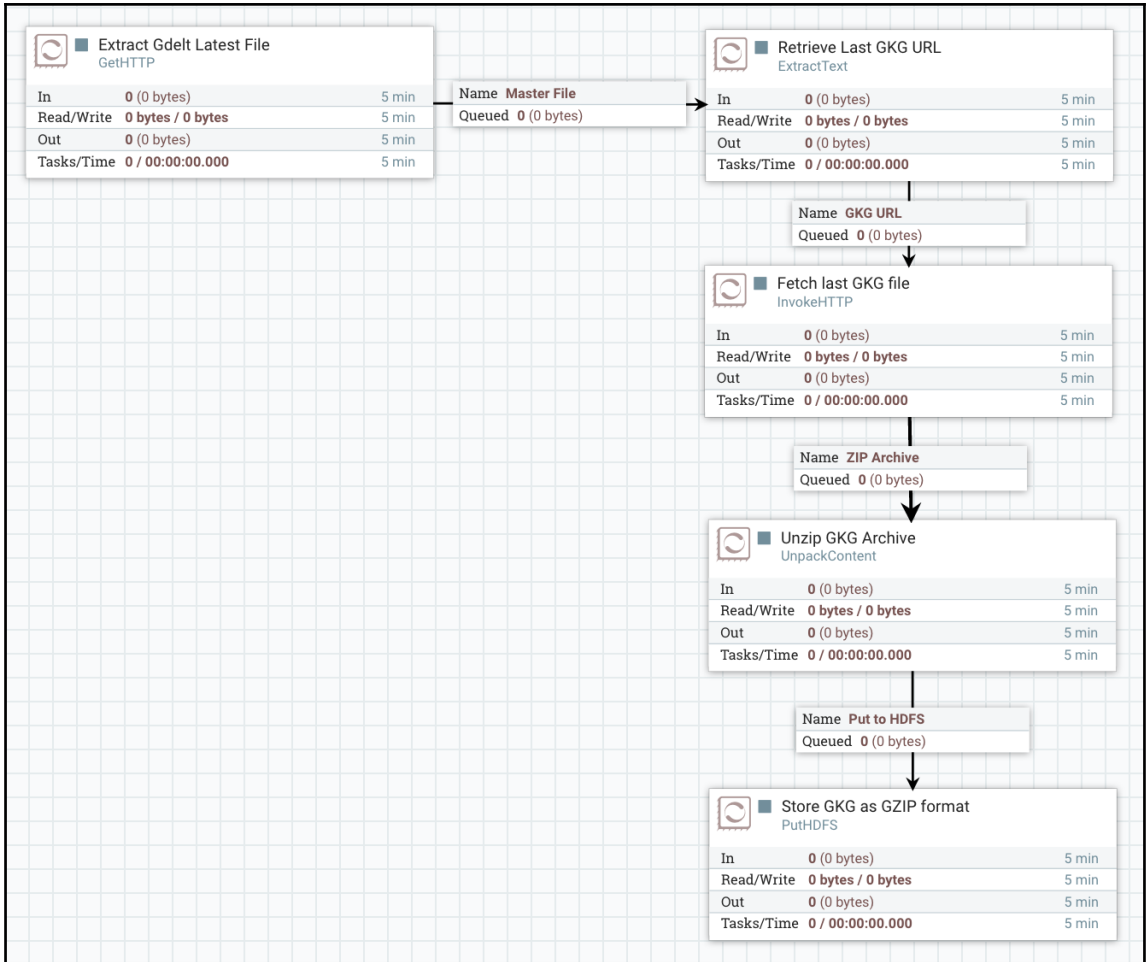 Extract Gdelt Latest File
GetHTTP
In 0 (0 bytes) 5 min
Read/Write 0 bytes / 0 bytes 5 min
Out 0 (0 bytes) 5 min
Tasks/Time 0 / 00:00:00.000 5 min
Name Master File
Queued 0 (0 bytes)
Retrieve Last GKG URL
ExtractText
In 0 (0 bytes) 5 min
Read/Write 0 bytes / 0 bytes 5 min
Out 0 (0 bytes) 5 min
Tasks/Time 0 / 00:00:00.000 5 min
Name GKG URL
Queued 0 (0 bytes)
Fetch last GKG file
InvokeHTTP
In 0 (0 bytes) 5 min
Read/Write 0 bytes / 0 bytes 5 min
Out 0 (0 bytes) 5 min
Tasks/Time 0 / 00:00:00.000 5 min
Name ZIP Archive
Queued 0 (0 bytes)
Unzip GKG Archive
UnpackContent
In 0 (0 bytes) 5 min
Read/Write 0 bytes / 0 bytes 5 min
Out 0 (0 bytes) 5 min
Tasks/Time 0 / 00:00:00.000 5 min
Name Put to HDFS
Queued 0 (0 bytes)
Store GKG as GZIP format
PutHDFS
In 0 (0 bytes) 5 min
Read/Write 0 bytes / 0 bytes 5 min
Out 0 (0 bytes) 5 min
Tasks/Time 0 / 00:00:00.000 5 min